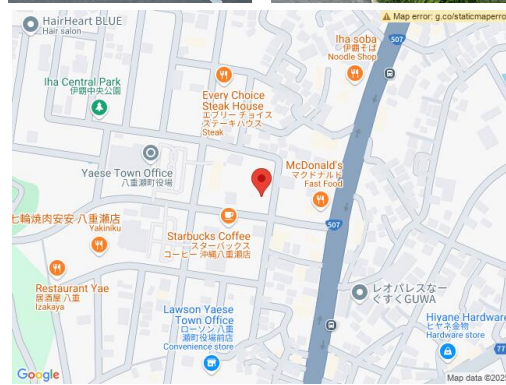 HairHeart BLUE
Hair salon
Map error: g.co/staticmaperro
507
Iha soba
伊覇そば
Noodle Shop
Iha Central Park
伊覇中央公園
Every Choice
Steak House
エブリー チョイス
ステーキハウス
Steak
Yaese Town Office
八重瀬町役場
McDonald's
マクドナルド
Fast Food
七輪焼肉安安 八重瀬店
Yakiniku
Starbucks Coffee
スターバックス
コーヒー 沖縄八重瀬店
507
Restaurant Yae
居酒屋 八重
Izakaya
レオパレスなー
ぐすくGUWA
Lawson Yaese
Town Office
ローソン 八重
瀬町役場前店
Convenience store
Hiyane Hardware
ヒヤネ金物
Hardware store
77
Google
Map data ©2025